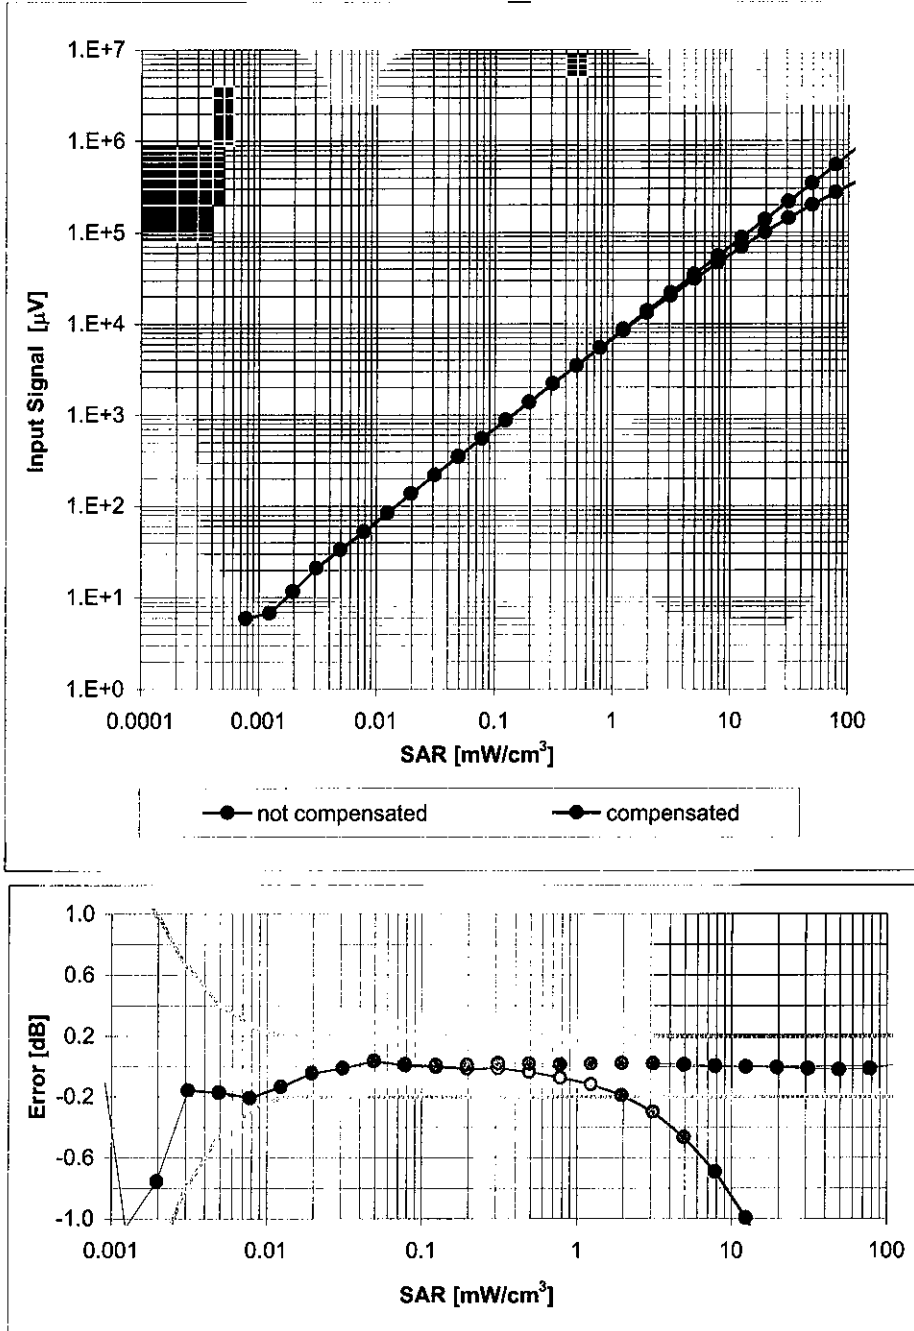 1.E+7
1.E+6
1.E+5
1.E+4
1.E+3
1.E+2
1.E+1
1.E+0
Input Signal [µV]
0.0001 0.001 0.01 0.1 1 10 100
SAR [mW/cm³]
not compensated compensated
1.0
0.6
0.2
-0.2
-0.6
-1.0
Error [dB]
0.001 0.01 0.1 1 10 100
SAR [mW/cm³]